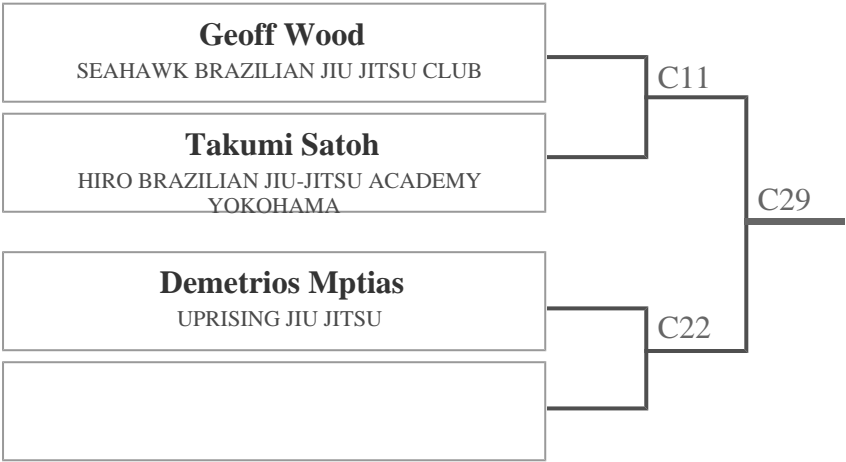 Geoff Wood
SEAHAWK BRAZILIAN JIU JITSU CLUB
C11
Takumi Satoh
HIRO BRAZILIAN JIU-JITSU ACADEMY
YOKOHAMA
C29
Demetrios Mptias
UPRISING JIU JITSU
C22